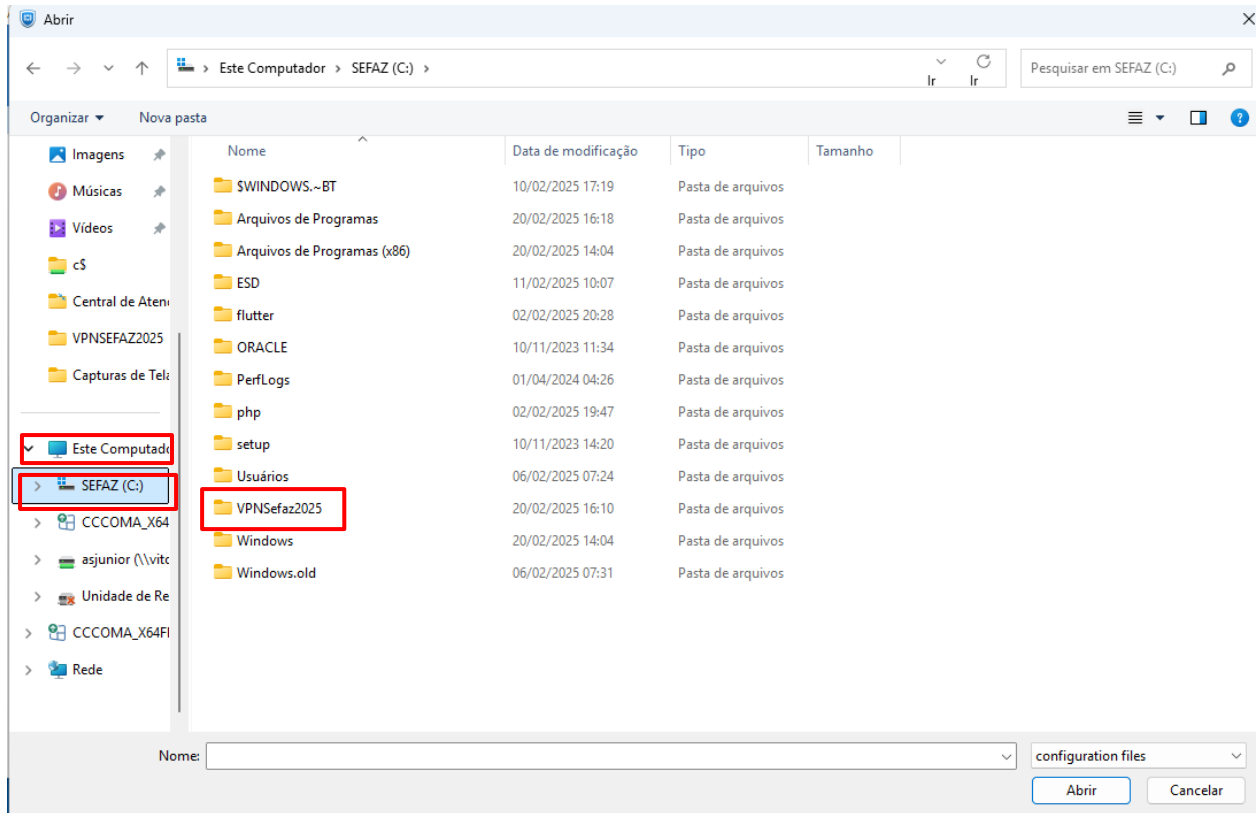 Abrir
Este Computador > SEFAZ (C:) >
Ir Ir
Pesquisar em SEFAZ (C:)
Organizar Nova pasta
Imagens
Músicas
Vídeos
c$
Central de Aten
VPNSEFAZ2025
Capturas de Tela
Este Computado
SEFAZ (C:)
CCCOMA_X64
asjunior (\\vito
Unidade de Re
CCCOMA_X64F
Rede
Nome Data de modificação Tipo Tamanho
$WINDOWS.~BT 10/02/2025 17:19 Pasta de arquivos
Arquivos de Programas 20/02/2025 16:18 Pasta de arquivos
Arquivos de Programas (x86) 20/02/2025 14:04 Pasta de arquivos
ESD 11/02/2025 10:07 Pasta de arquivos
flutter 02/02/2025 20:28 Pasta de arquivos
ORACLE 10/11/2023 11:34 Pasta de arquivos
PerfLogs 01/04/2024 04:26 Pasta de arquivos
php 02/02/2025 19:47 Pasta de arquivos
setup 10/11/2023 14:20 Pasta de arquivos
Usuários 06/02/2025 07:24 Pasta de arquivos
VPNSefaz2025 20/02/2025 16:10 Pasta de arquivos
Windows 20/02/2025 14:04 Pasta de arquivos
Windows.old 06/02/2025 07:31 Pasta de arquivos
Nome: configuration files
Abrir Cancelar